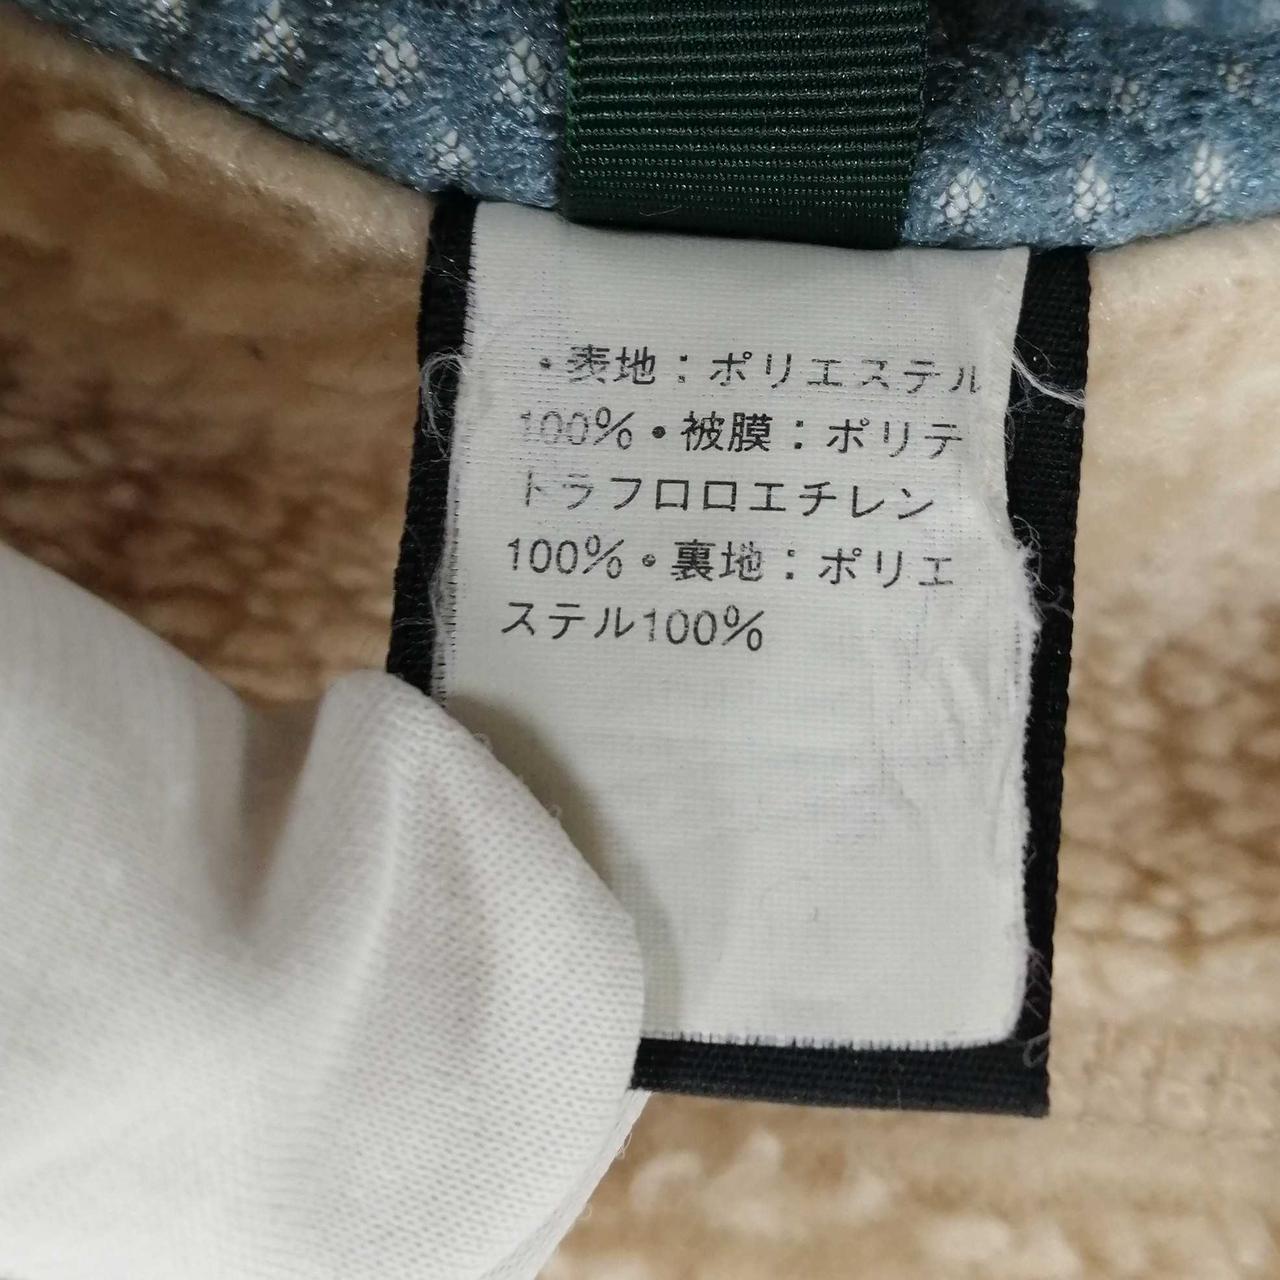 ・表地：ポリエステル
100%・被膜：ポリテ
トラフロロエチレン
100%・裏地：ポリエ
ステル100%